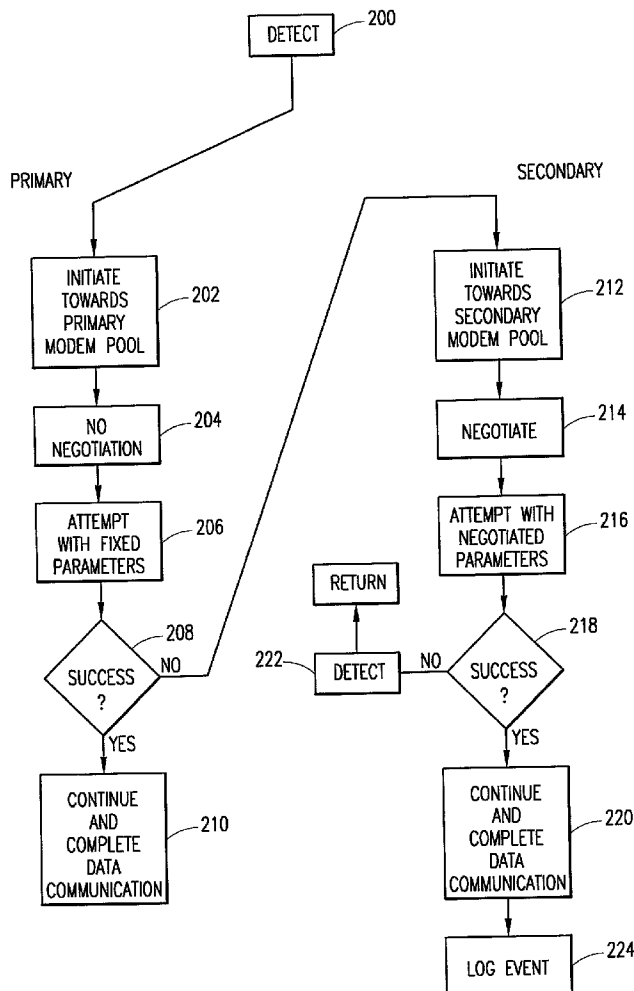 DETECT
200
PRIMARY
INITIATE
TOWARDS
PRIMARY
MODEM POOL
202
NO
NEGOTIATION
204
ATTEMPT
WITH FIXED
PARAMETERS
206
208
SUCCESS
?
NO
YES
CONTINUE
AND
COMPLETE
DATA
COMMUNICATION
210
SECONDARY
INITIATE
TOWARDS
SECONDARY
MODEM POOL
212
NEGOTIATE
214
ATTEMPT WITH
NEGOTIATED
PARAMETERS
216
218
SUCCESS
?
NO
222
DETECT
RETURN
YES
CONTINUE
AND
COMPLETE
DATA
COMMUNICATION
220
LOG EVENT
224